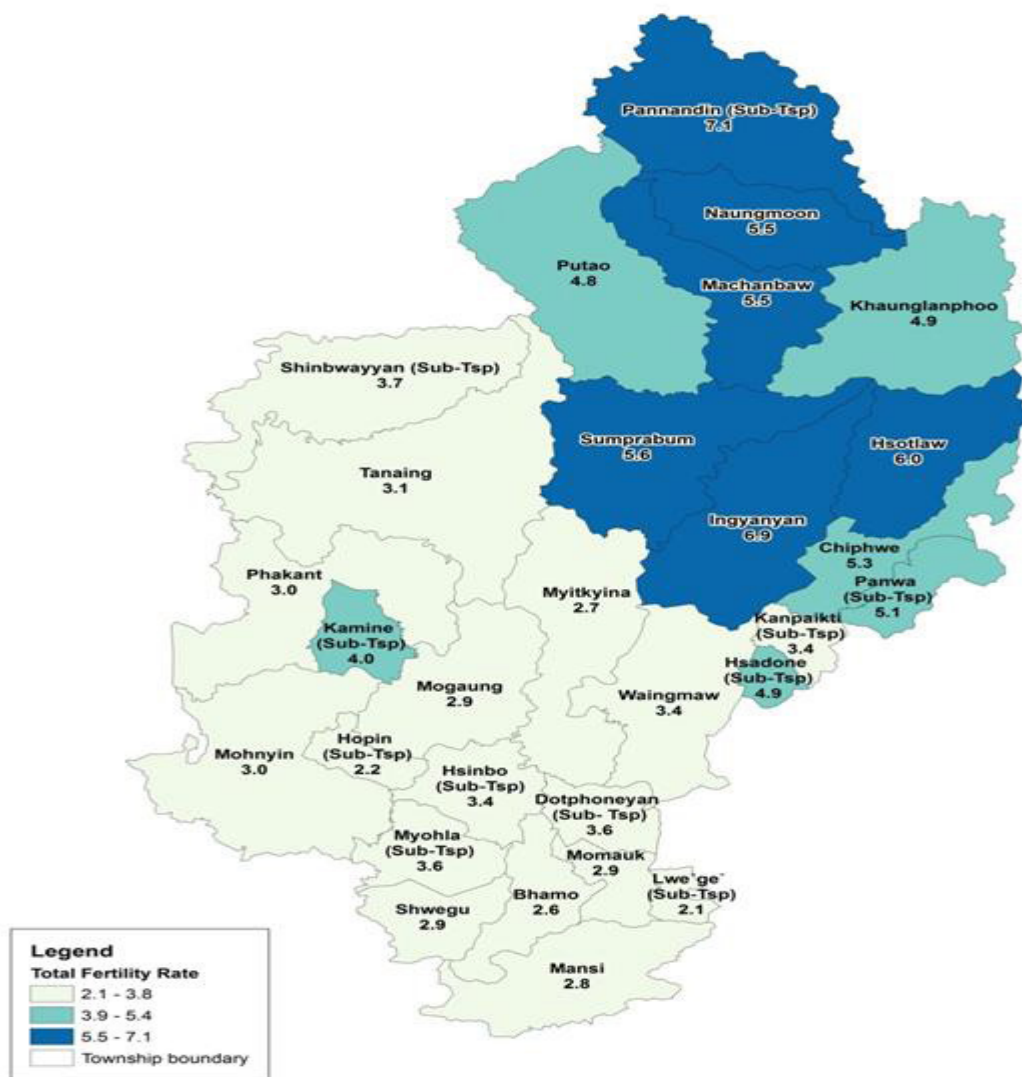 Pannandin (Sub-Tsp)
7.1
Naungmoon
5.5
Putao
4.8
Machanbaw
5.5
Khaunglanphoo
4.9
Shinbwayyan (Sub-Tsp)
3.7
Sumprabum
5.6
Hsotlaw
6.0
Tanaing
3.1
Ingyanyan
6.9
Chiphwe
5.3
Phakant
3.0
Myitkyina
2.7
Panwa
(Sub-Tsp)
5.1
Kamine
(Sub-Tsp)
4.0
Kanpaikti
(Sub-Tsp)
3.4
Hsadone
(Sub-Tsp)
4.9
Mogaung
2.9
Waingmaw
3.4
Mohnyin
3.0
Hopin
(Sub-Tsp)
2.2
Hsinbo
(Sub-Tsp)
3.4
Dotphoneyan
(Sub- Tsp)
3.6
Myohla
(Sub-Tsp)
3.6
Momauk
2.9
Lwe`ge`
(Sub-Tsp)
2.1
Shwegu
2.9
Bhamo
2.6
Mansi
2.8
Legend
Total Fertility Rate
2.1 - 3.8
3.9 - 5.4
5.5 - 7.1
Township boundary